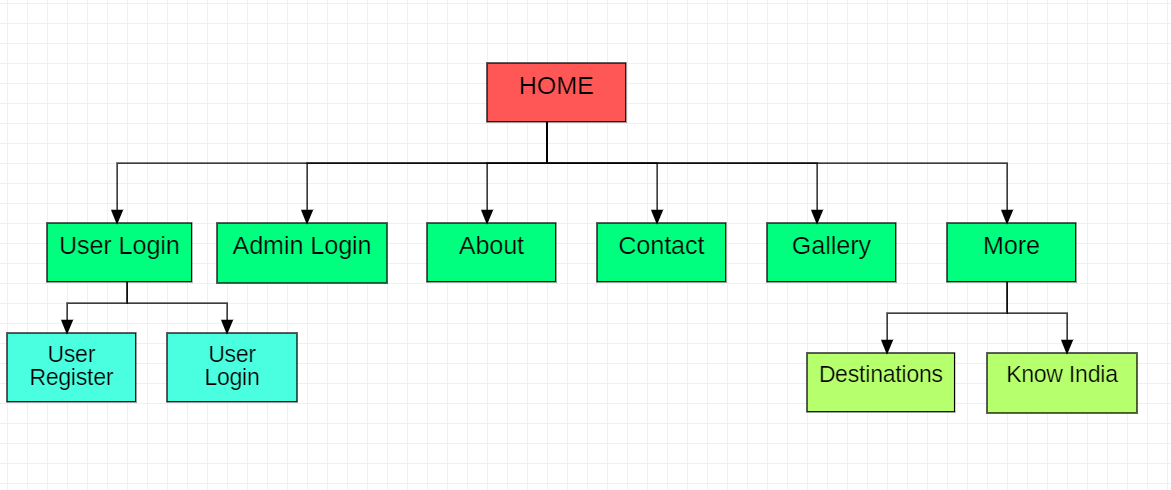 HOME
User Login
Admin Login
About
Contact
Gallery
More
User
Register
User
Login
Destinations
Know India